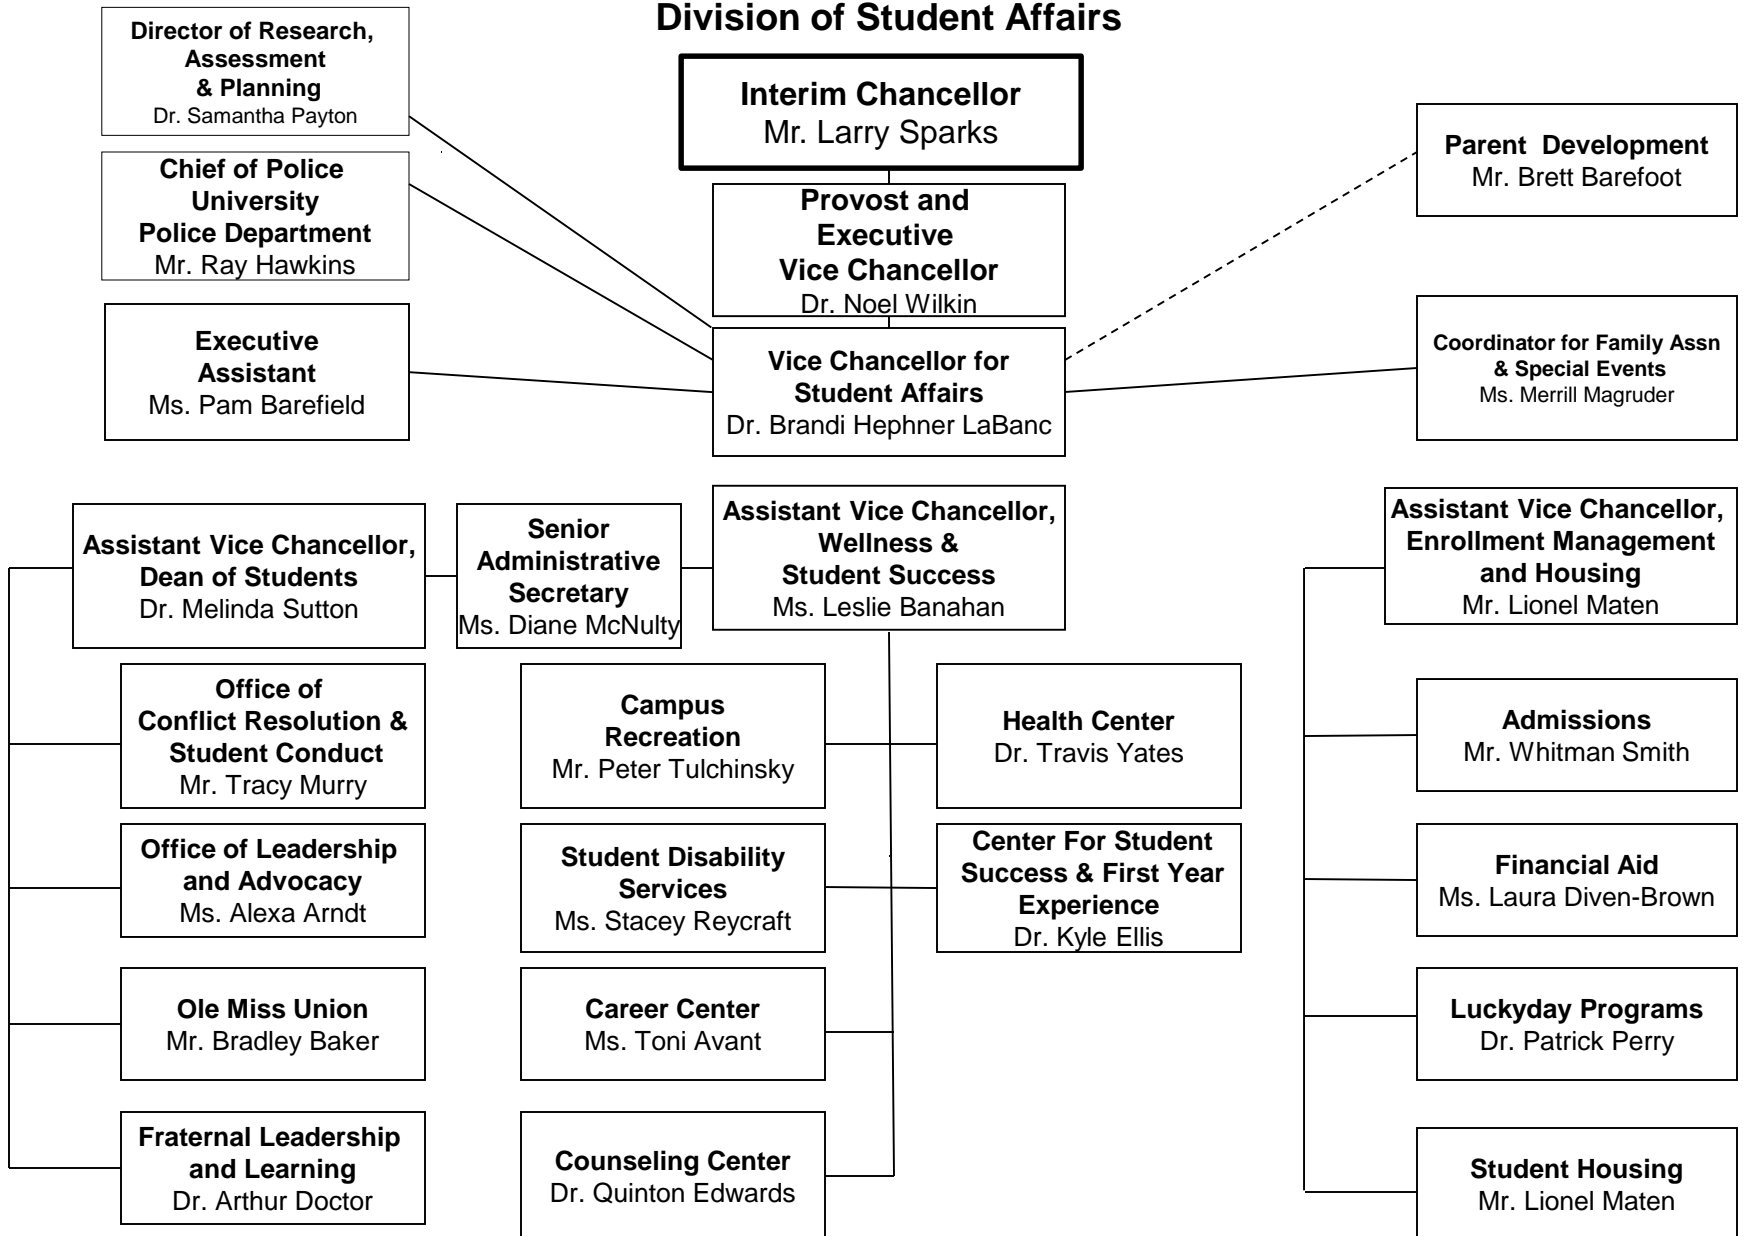 Division of Student Affairs
Director of Research,
Assessment
& Planning
Dr. Samantha Payton
Interim Chancellor
Mr. Larry Sparks
Parent Development
Mr. Brett Barefoot
Chief of Police
University
Police Department
Mr. Ray Hawkins
Provost and
Executive
Vice Chancellor
Dr. Noel Wilkin
Executive
Assistant
Ms. Pam Barefield
Vice Chancellor for
Student Affairs
Dr. Brandi Hephner LaBanc
Coordinator for Family Assn
& Special Events
Ms. Merrill Magruder
Assistant Vice Chancellor,
Dean of Students
Dr. Melinda Sutton
Senior
Administrative
Secretary
Ms. Diane McNulty
Assistant Vice Chancellor,
Wellness &
Student Success
Ms. Leslie Banahan
Assistant Vice Chancellor,
Enrollment Management
and Housing
Mr. Lionel Maten
Office of
Conflict Resolution &
Student Conduct
Mr. Tracy Murry
Campus
Recreation
Mr. Peter Tulchinsky
Health Center
Dr. Travis Yates
Admissions
Mr. Whitman Smith
Office of Leadership
and Advocacy
Ms. Alexa Arndt
Student Disability
Services
Ms. Stacey Reycraft
Center For Student
Success & First Year
Experience
Dr. Kyle Ellis
Financial Aid
Ms. Laura Diven-Brown
Ole Miss Union
Mr. Bradley Baker
Career Center
Ms. Toni Avant
Luckyday Programs
Dr. Patrick Perry
Fraternal Leadership
and Learning
Dr. Arthur Doctor
Counseling Center
Dr. Quinton Edwards
Student Housing
Mr. Lionel Maten